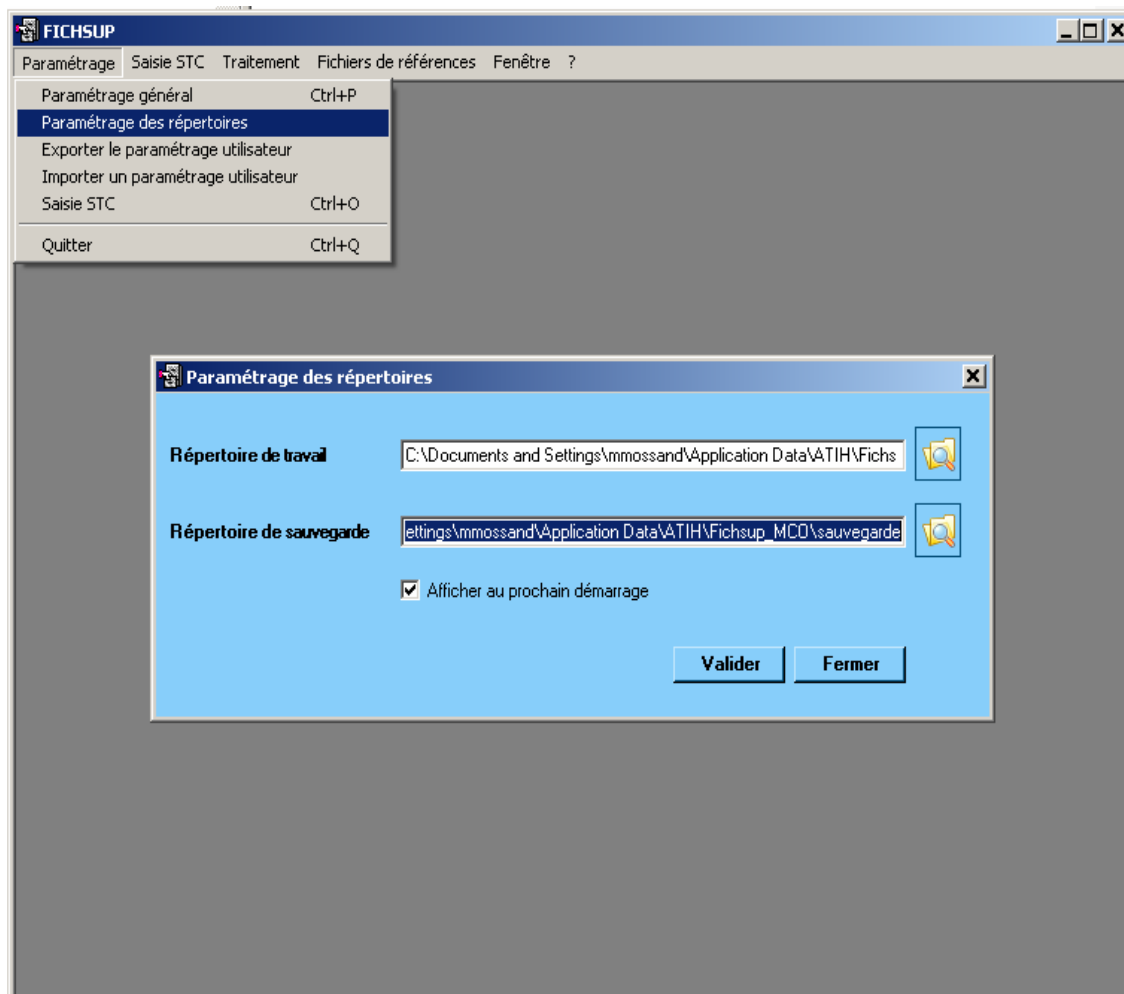 FICHSUP
Paramétrage Saisie STC Traitement Fichiers de références Fenêtre ?
Paramétrage général Ctrl+P
Paramétrage des répertoires
Exporter le paramétrage utilisateur
Importer un paramétrage utilisateur
Saisie STC Ctrl+O
Quitter Ctrl+Q
Paramétrage des répertoires
Répertoire de travail C:\Documents and Settings\mmossand\Application Data\ATIH\Fichs
Répertoire de sauvegarde ettings\mmossand\Application Data\ATIH\Fichsup_MCO\sauvegarde
Afficher au prochain démarrage
Valider Fermer